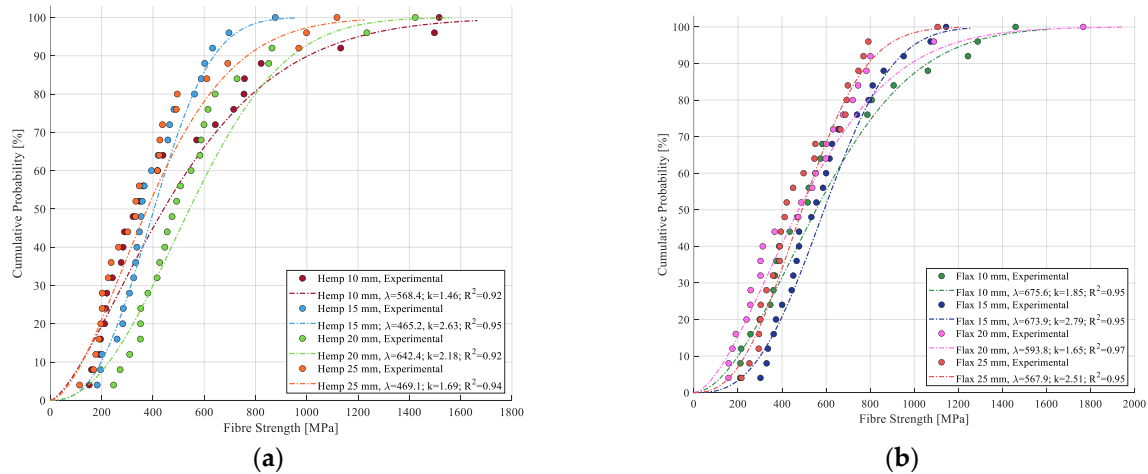 100
90
80
70
60
50
40
30
20
10
0
Cumulative Probability [%]
Hemp 10 mm, Experimental
Hemp 10 mm, λ=568.4; k=1.46; R²=0.92
Hemp 15 mm, Experimental
Hemp 15 mm; λ=465.2; k=2.63; R²=0.95
Hemp 20 mm, Experimental
Hemp 20 mm, λ=642.4; k=2.18; R²=0.92
Hemp 25 mm, Experimental
Hemp 25 mm, λ=469.1; k=1.69; R²=0.94
0 200 400 600 800 1000 1200 1400 1600 1800
Fibre Strength [MPa]
(a)
100
90
80
70
60
50
40
30
20
10
0
Cumulative Probability [%]
Flax 10 mm, Experimental
Flax 10 mm, λ=675.6; k=1.85; R²=0.95
Flax 15 mm, Experimental
Flax 15 mm, λ=673.9; k=2.79; R²=0.95
Flax 20 mm, Experimental
Flax 20 mm, λ=593.8; k=1.65; R²=0.97
Flax 25 mm, Experimental
Flax 25 mm, λ=567.9; k=2.51; R²=0.95
0 200 400 600 800 1000 1200 1400 1600 1800 2000
Fibre Strength [MPa]
(b)